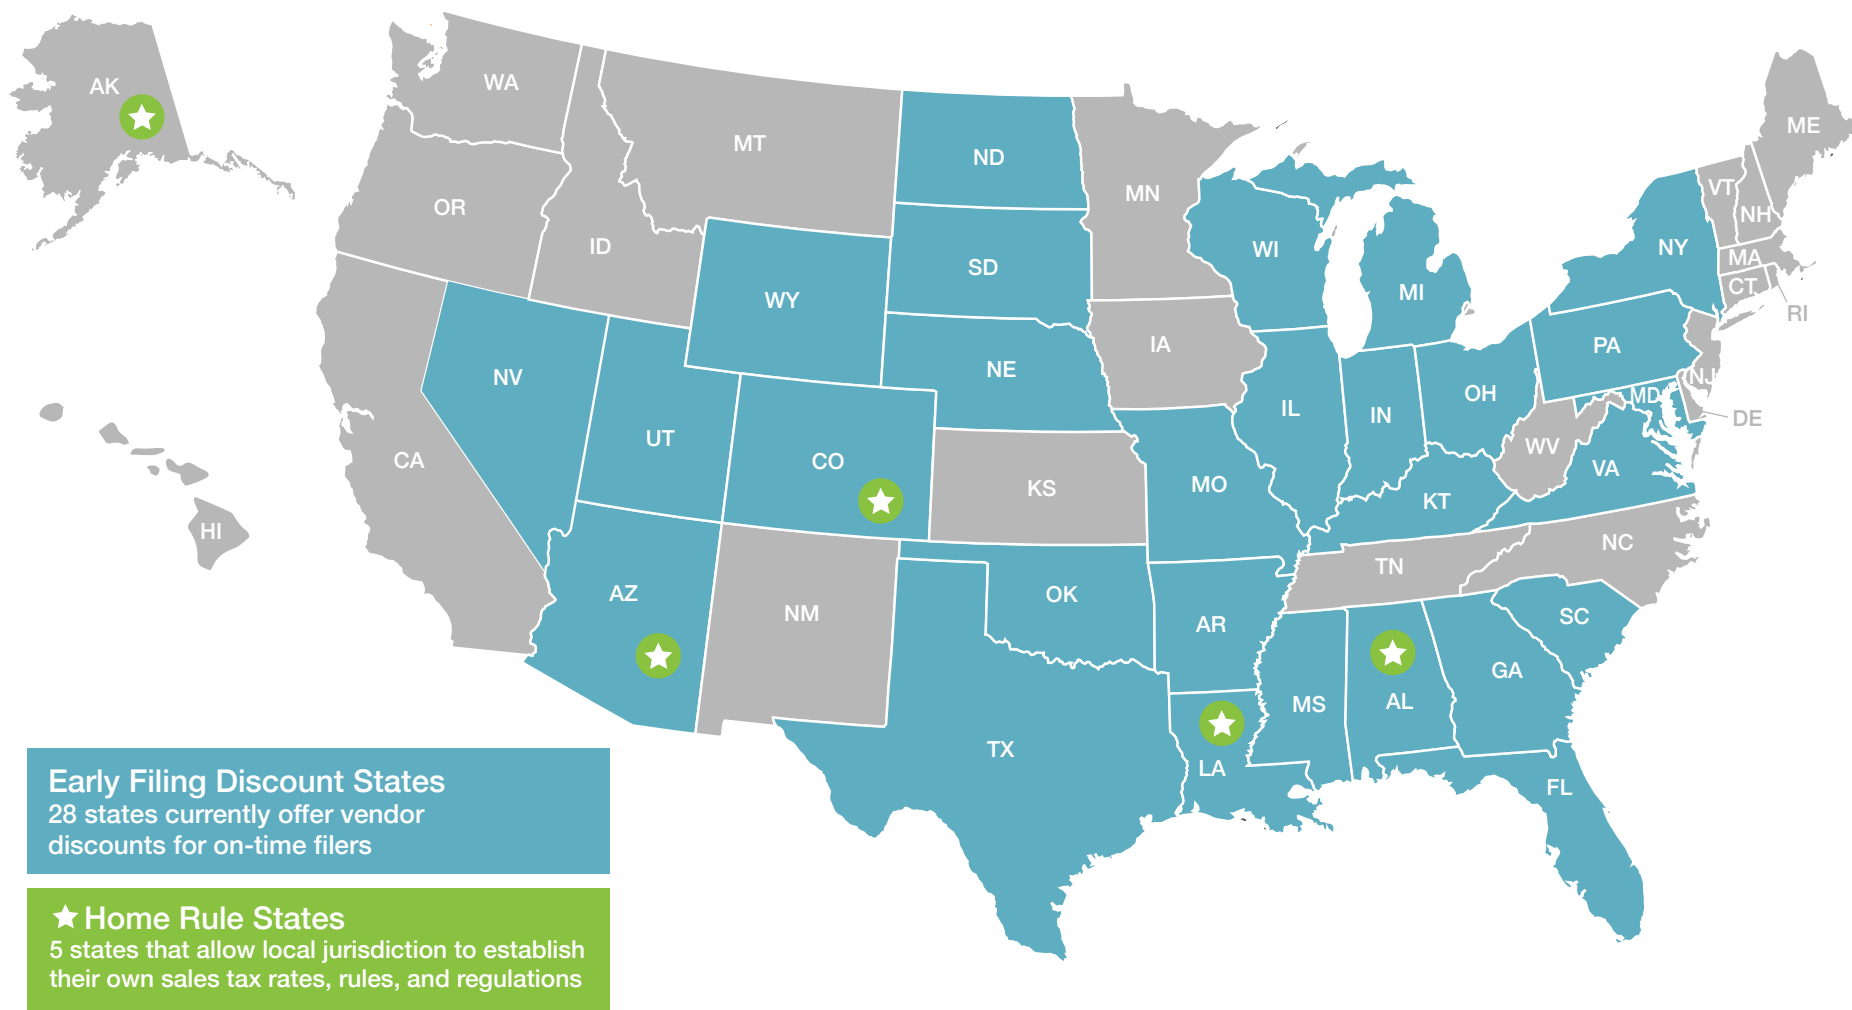 AK
WA
MT
ND
MN
ME
VT
NH
OR
ID
SD
WI
NY
MA
CT
RI
WY
MI
NV
NE
IA
PA
NJ
UT
IL
IN
OH
MD
DE
CA
CO
KS
MO
WV
VA
KT
HI
AZ
NM
OK
AR
TN
NC
SC
TX
LA
MS
AL
GA
FL
Early Filing Discount States
28 states currently offer vendor
discounts for on-time filers
Home Rule States
5 states that allow local jurisdiction to establish
their own sales tax rates, rules, and regulations